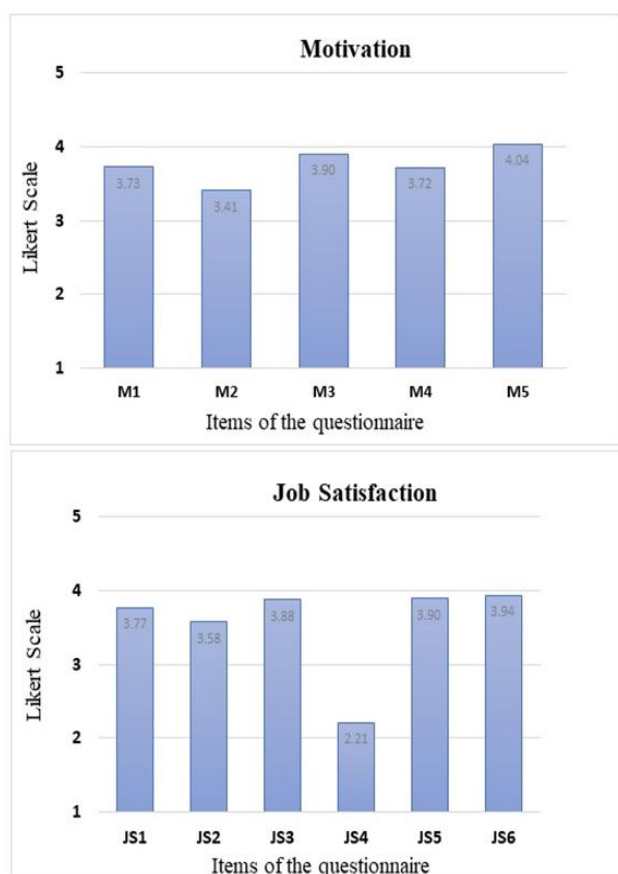 Motivation
5
4
3
2
1
Likert Scale
3.73
3.41
3.90
3.72
4.04
M1 M2 M3 M4 M5
Items of the questionnaire
Job Satisfaction
5
4
3
2
1
Likert Scale
3.77
3.58
3.88
2.21
3.90
3.94
JS1 JS2 JS3 JS4 JS5 JS6
Items of the questionnaire